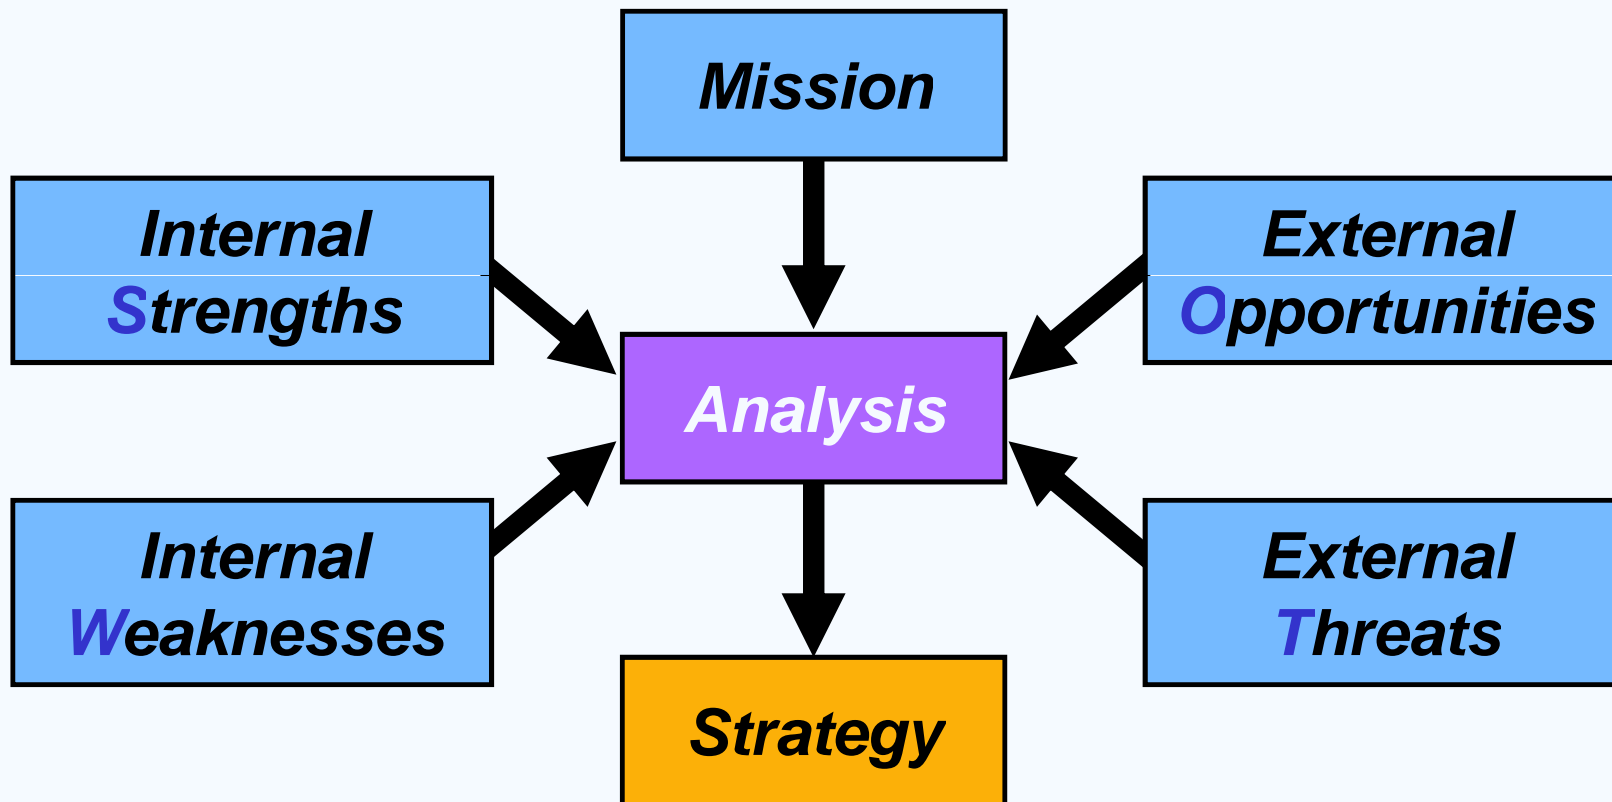 Mission
Internal
Strengths
External
Opportunities
Analysis
Internal
Weaknesses
External
Threats
Strategy